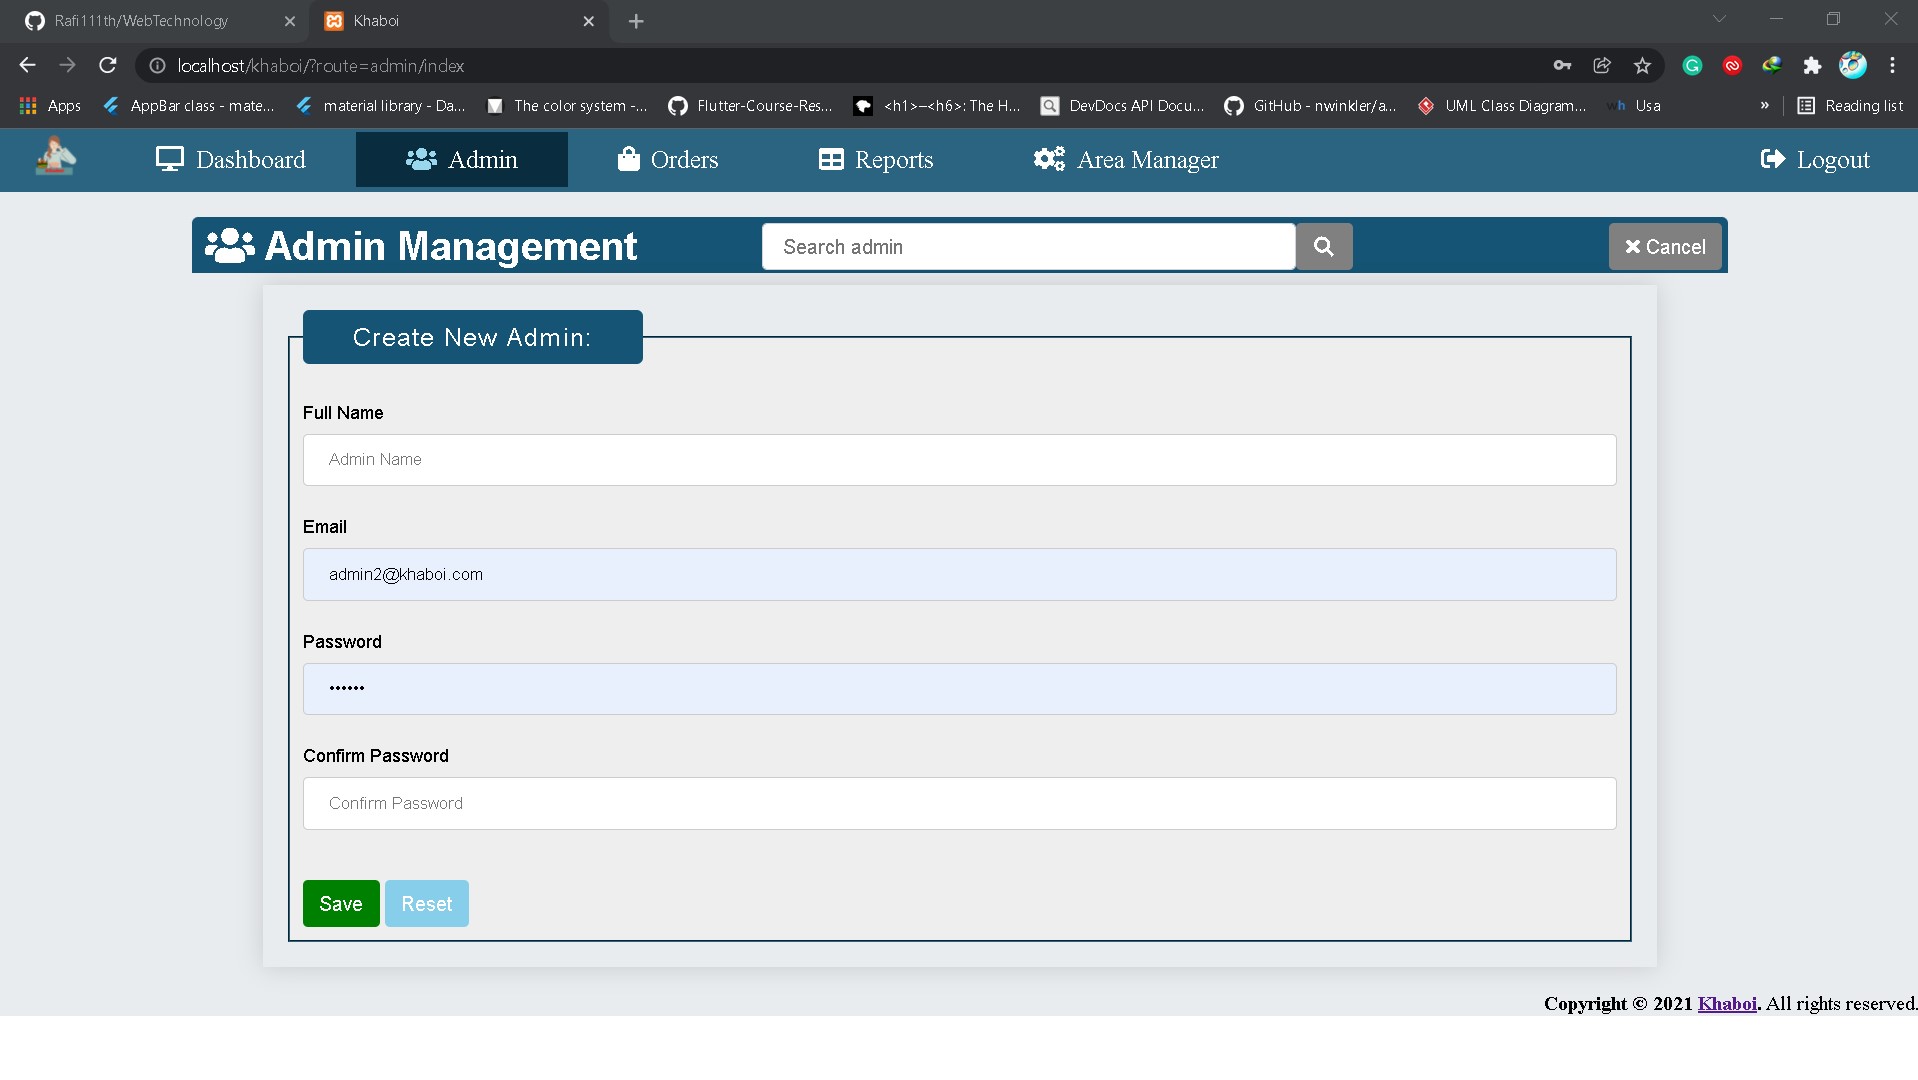 Rafi111th/WebTechnology
Khaboi
localhost/khaboi/?route=admin/index
Apps
AppBar class - mate...
material library - Da...
The color system -...
Flutter-Course-Res...
<h1>–<h6>: The H...
DevDocs API Docu...
GitHub - nwinkler/a...
UML Class Diagram...
wh Usa
»
Reading list
Dashboard
Admin
Orders
Reports
Area Manager
Logout
Admin Management
Search admin
Cancel
Create New Admin:
Full Name
Admin Name
Email
admin2@khaboi.com
Password
••••••
Confirm Password
Confirm Password
Save Reset
Copyright © 2021 Khaboi. All rights reserved.